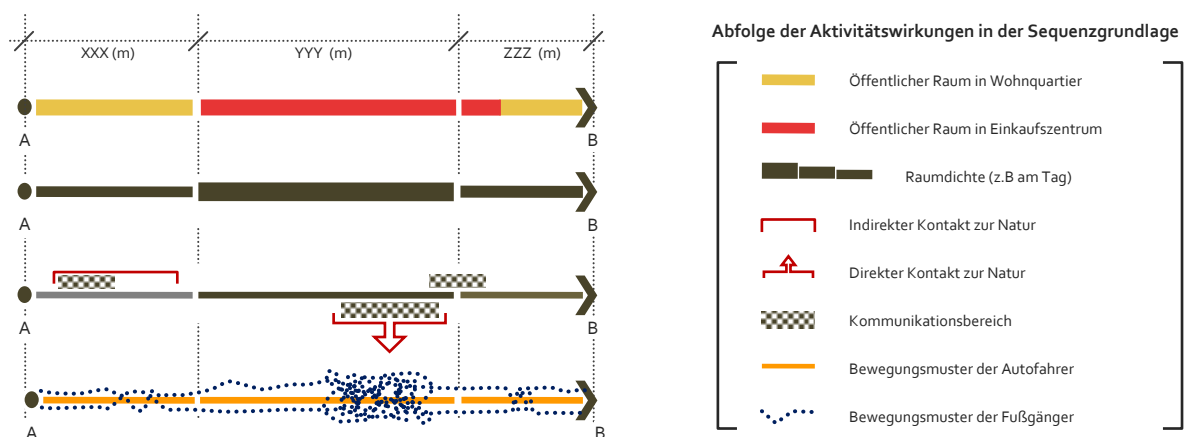 XXX (m)
YYY (m)
ZZZ (m)
A
B
A
B
A
B
A
B
Abfolge der Aktivitätswirkungen in der Sequenzgrundlage
Öffentlicher Raum in Wohnquartier
Öffentlicher Raum in Einkaufszentrum
Raumdichte (z.B am Tag)
Indirekter Kontakt zur Natur
Direkter Kontakt zur Natur
Kommunikationsbereich
Bewegungsmuster der Autofahrer
Bewegungsmuster der Fußgänger